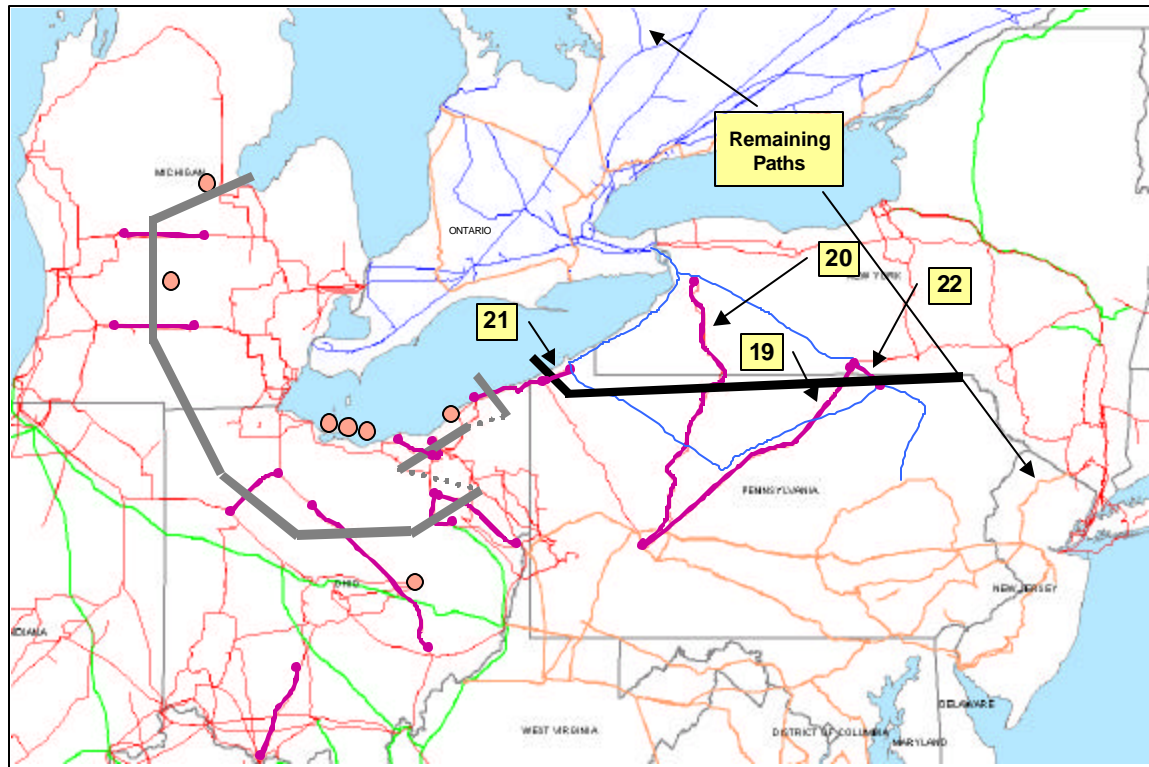 Remaining
Paths
MICHIGAN
ONTARIO
20
NEW YORK
22
21
19
PENNSYLVANIA
OHIO
NEW JERSEY
INDIANA
DELAWARE
WEST VIRGINIA
DISTRICT OF COLUMBIA
MARYLAND